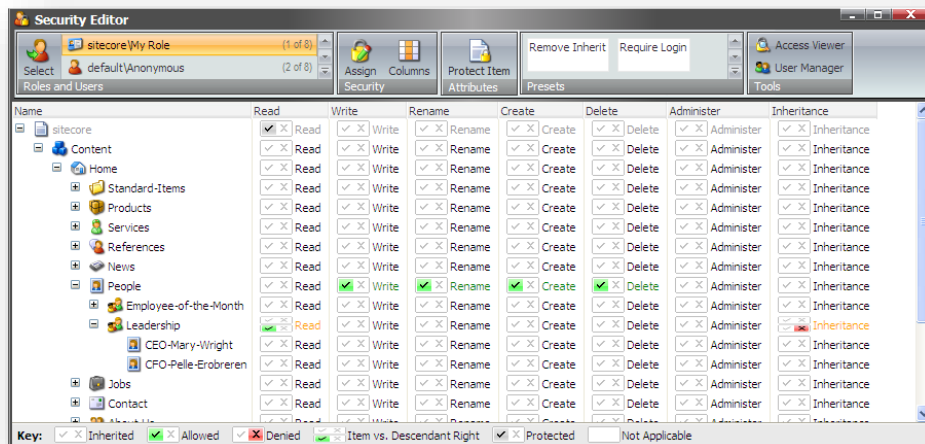 Security Editor
sitecore\My Role (1 of 8)
default\Anonymous (2 of 8)
Select
Roles and Users
Assign Columns
Security
Protect Item
Attributes
Remove Inherit Require Login
Presets
Access Viewer
User Manager
Tools
Name Read Write Rename Create Delete Administer Inheritance
sitecore Read Write Rename Create Delete Administer Inheritance
Content Read Write Rename Create Delete Administer Inheritance
Home Read Write Rename Create Delete Administer Inheritance
Standard-Items Read Write Rename Create Delete Administer Inheritance
Products Read Write Rename Create Delete Administer Inheritance
Services Read Write Rename Create Delete Administer Inheritance
References Read Write Rename Create Delete Administer Inheritance
News Read Write Rename Create Delete Administer Inheritance
People Read Write Rename Create Delete Administer Inheritance
Employee-of-the-Month Read Write Rename Create Delete Administer Inheritance
Leadership Read Write Rename Create Delete Administer Inheritance
CEO-Mary-Wright Read Write Rename Create Delete Administer Inheritance
CFO-Pelle-Erobreren Read Write Rename Create Delete Administer Inheritance
Jobs Read Write Rename Create Delete Administer Inheritance
Contact Read Write Rename Create Delete Administer Inheritance
Read Write Rename Create Delete Administer Inheritance
Key: Inherited Allowed Denied Item vs. Descendant Right Protected Not Applicable